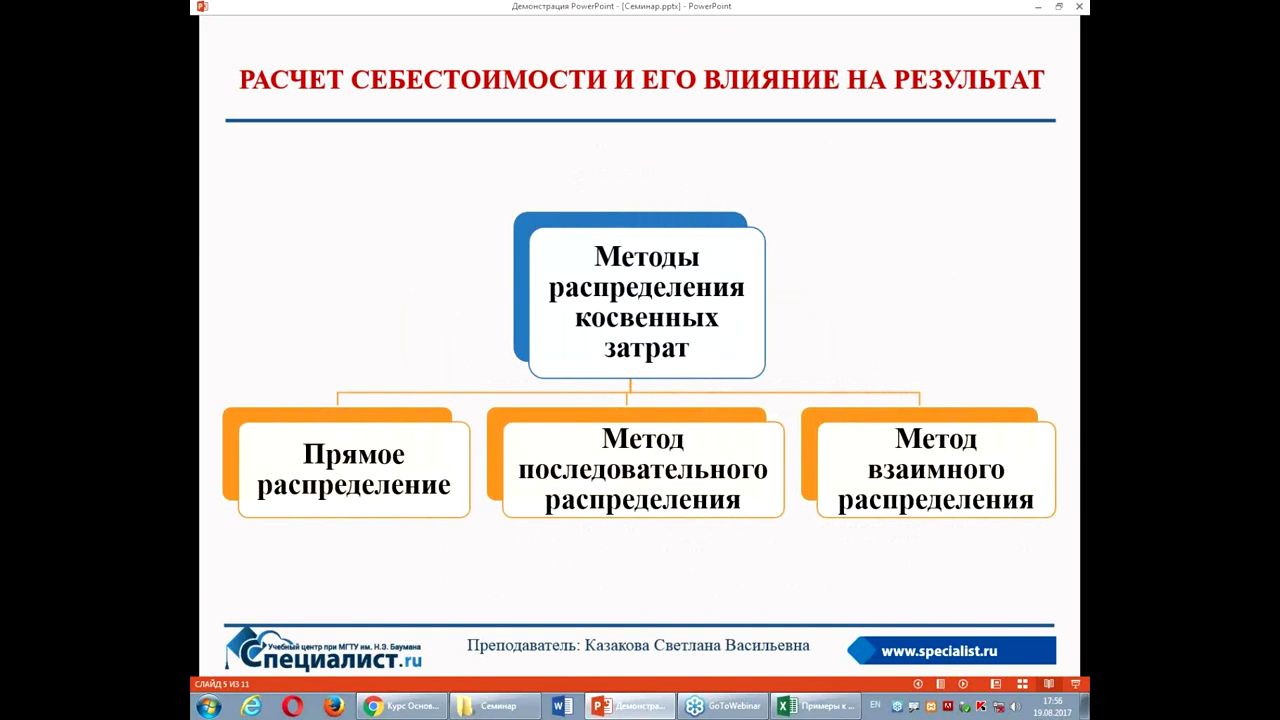 Демонстрация PowerPoint - [Семинар.pptx] - PowerPoint
РАСЧЕТ СЕБЕСТОИМОСТИ И ЕГО ВЛИЯНИЕ НА РЕЗУЛЬТАТ
Методы
распределения
косвенных
затрат
Прямое
распределение
Метод
последовательного
распределения
Метод
взаимного
распределения
Учебный центр при МГТУ им. Н.Э. Баумана
Специалист.ru
Преподаватель: Казакова Светлана Васильевна
www.specialist.ru
СЛАЙД 5 ИЗ 11
Курс Основ...
Семинар
Демонстра...
GoToWebinar
Примеры к ...
EN
17:56
19.08.2017